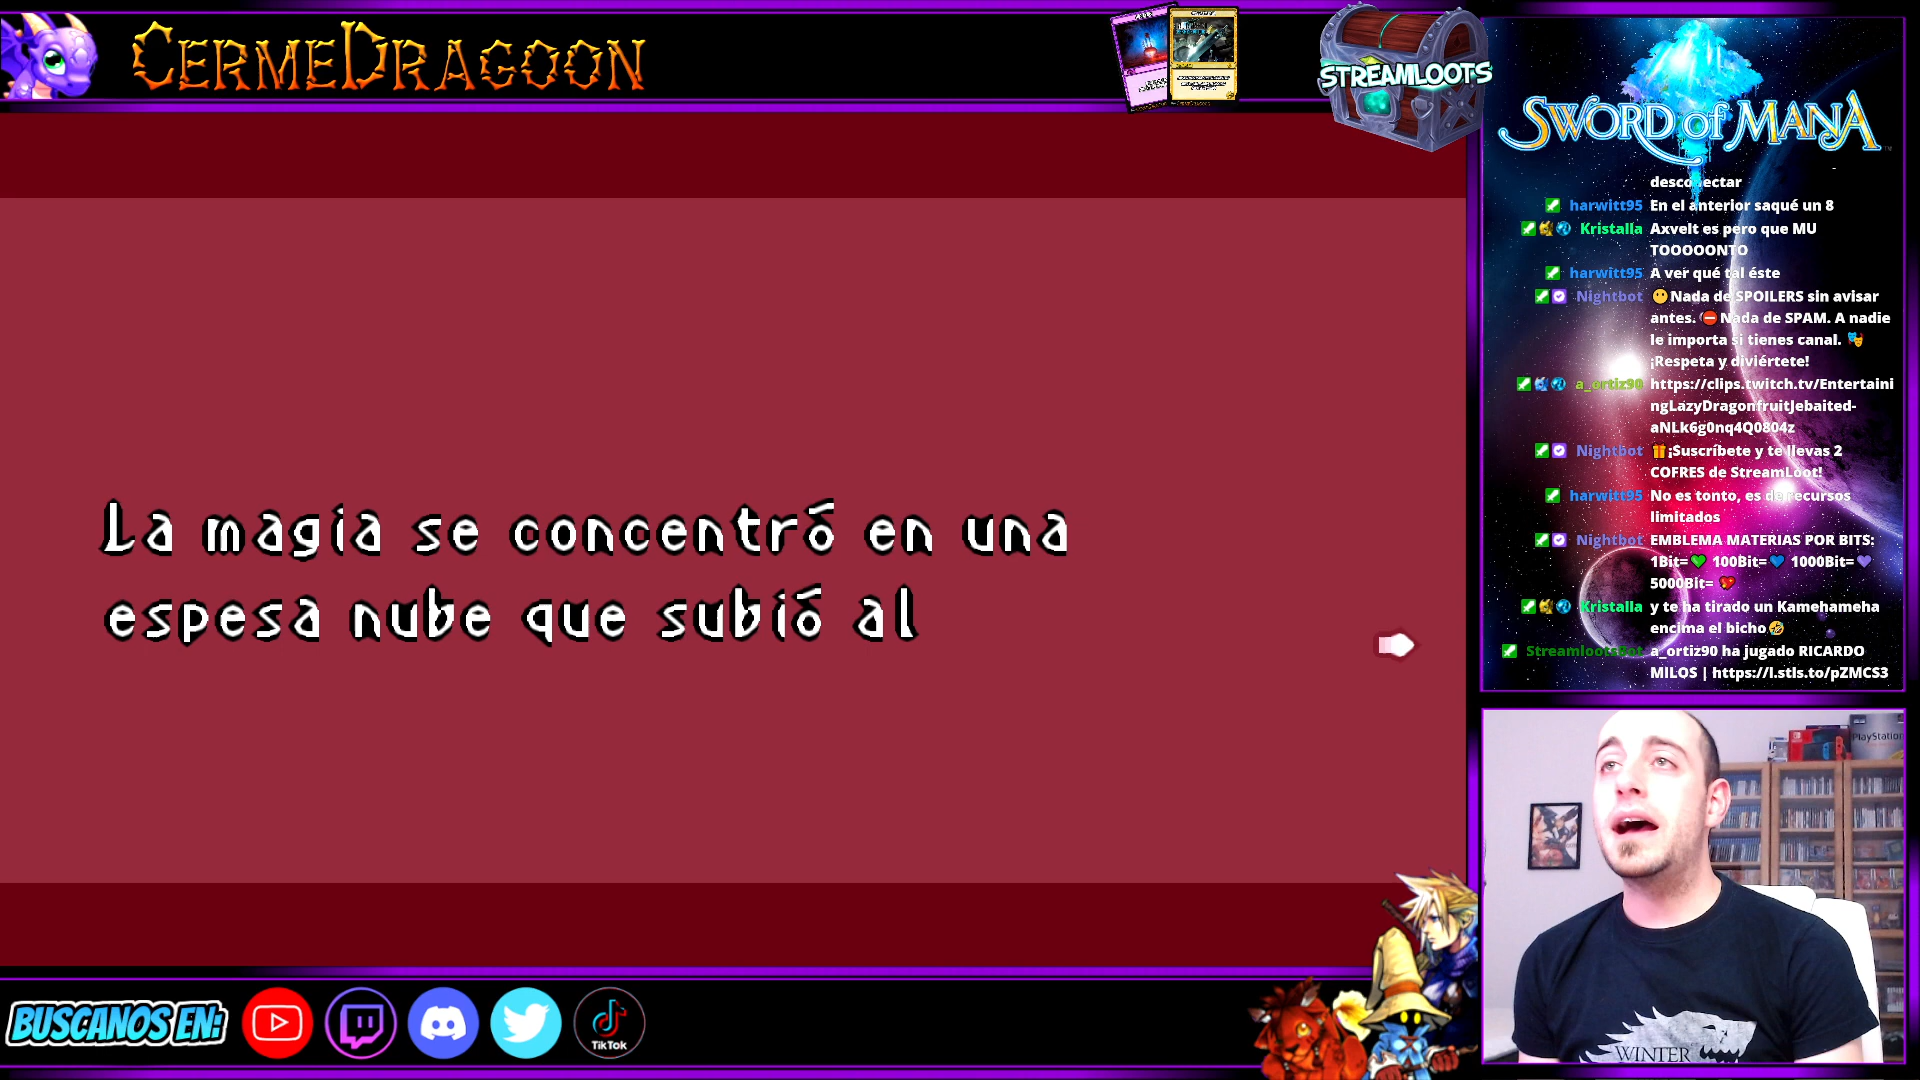 CERMEDRAGOON
STREAMLOOTS
SWORD of MANA
desconectar
harwitt95 En el anterior saqué un 8
Kristalla Axvelt es pero que MU
TOOOOONTO
harwitt95 A ver qué tal éste
Nightbot 😶Nada de SPOILERS sin avisar
antes. ⛔Nada de SPAM. A nadie
le importa si tienes canal. 🎭
¡Respeta y diviértete!
a_ortiz90 https://clips.twitch.tv/Entertaini
ngLazyDragonfruitJebaited-
aNLk6g0nq4Q0804z
Nightbot 🎁¡Suscríbete y te llevas 2
COFRES de StreamLoot!
harwitt95 No es tonto, es de recursos
limitados
Nightbot EMBLEMA MATERIAS POR BITS:
1Bit=💚 100Bit=💙 1000Bit=💜
5000Bit= 💖
Kristalla y te ha tirado un Kamehameha
encima el bicho🤣
StreamlootsBot a_ortiz90 ha jugado RICARDO
MILOS | https://l.stls.to/pZMCS3
La magia se concentró en una
espesa nube que subió al
PlayStation
WINTER
BUSCANOS EN:
TikTok